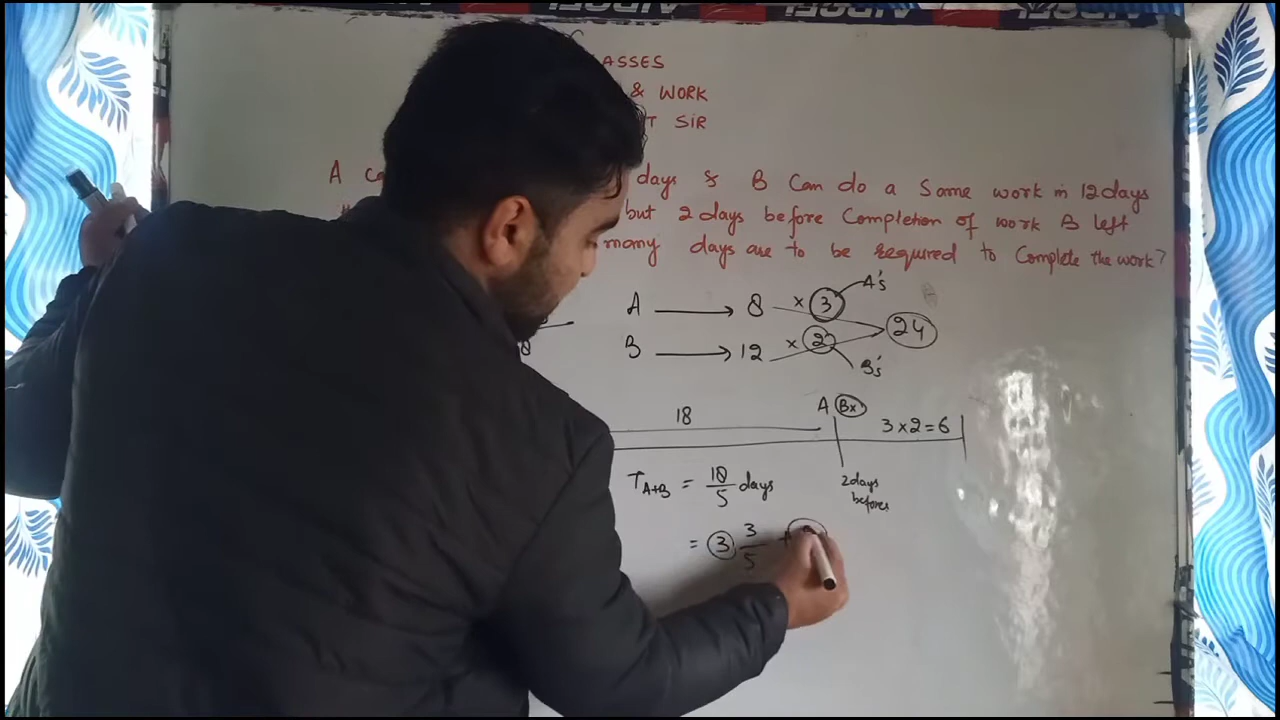 ASSES
& WORK
T SIR
A days & B Can do a Same work in 12 days
but 2 days before Completion of work B left
many days are to be required to Complete the work?
A → 8 × 3 A's
24
B → 12 × 2 B's
18 A Bx 3 × 2 = 6
T A+B = 18/5 days
2 days
before
= 3 3/5 +